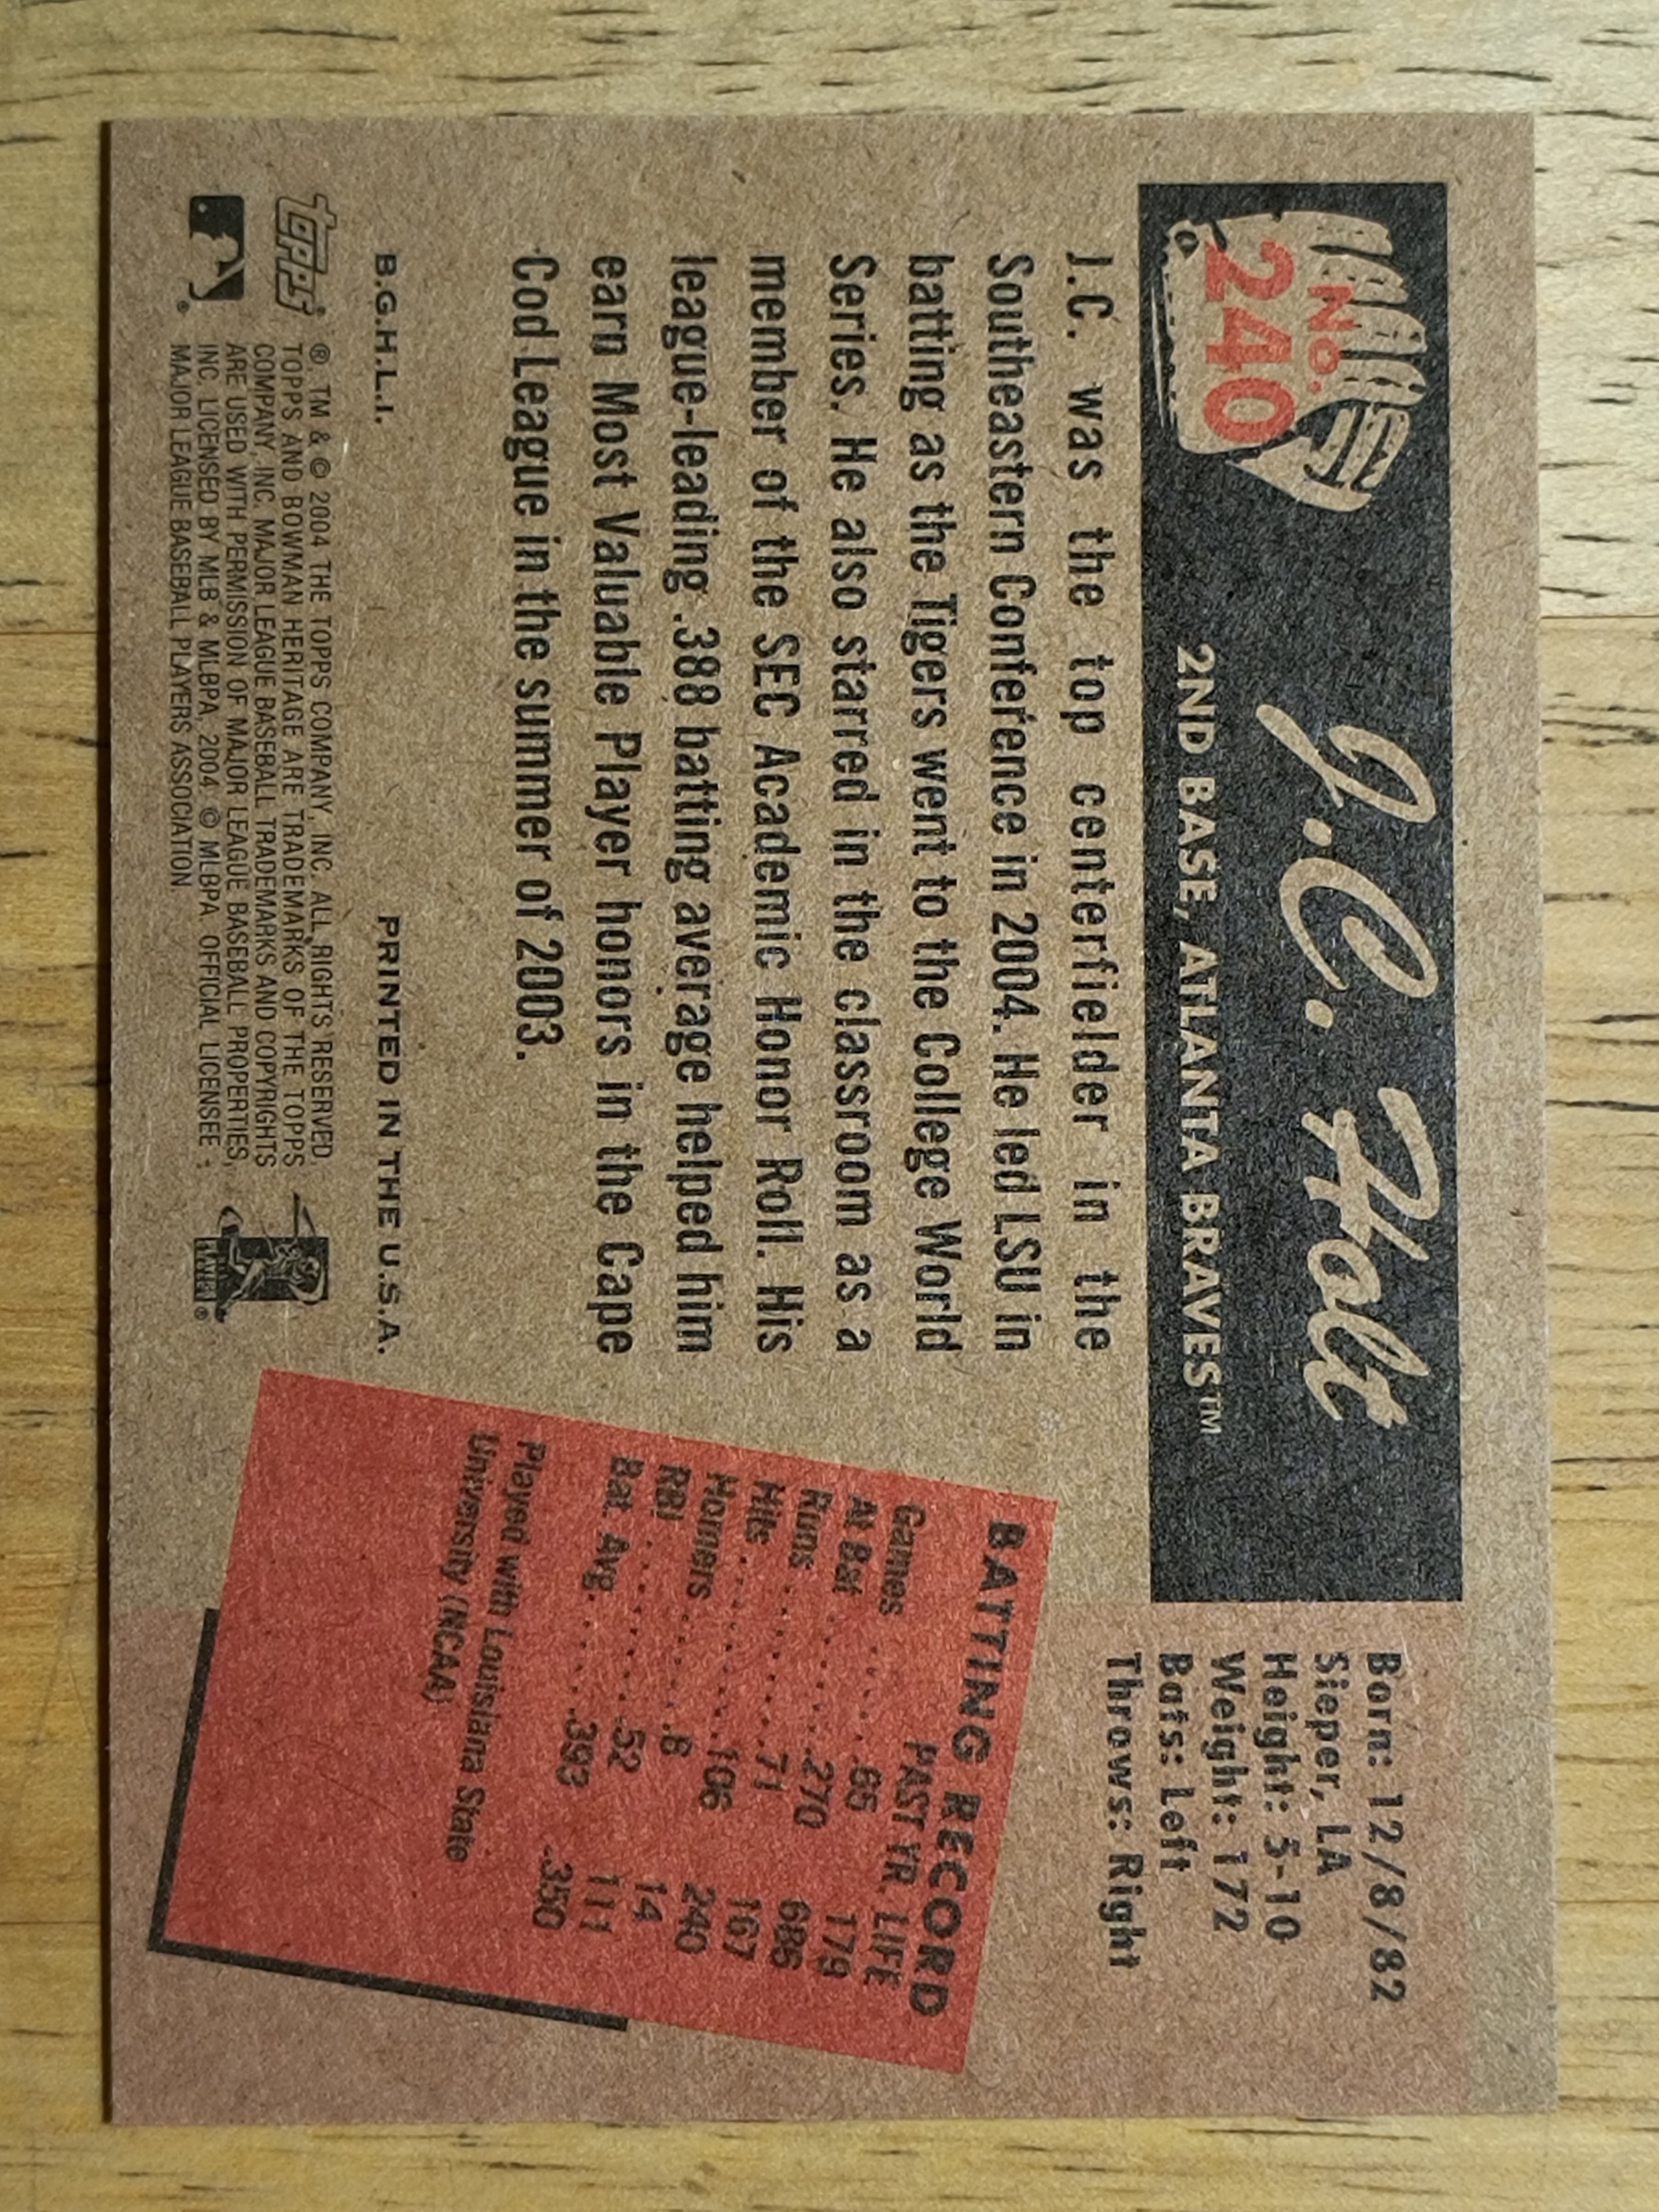 No.
240
J.C. Holt
2ND BASE, ATLANTA BRAVES™
Born: 12/8/82
Sieper, LA
Height: 5-10
Weight: 172
Bats: Left
Throws: Right
J.C. was the top centerfielder in the
Southeastern Conference in 2004. He led LSU in
batting as the Tigers went to the College World
Series. He also starred in the classroom as a
member of the SEC Academic Honor Roll. His
league-leading .388 batting average helped him
earn Most Valuable Player honors in the Cape
Cod League in the summer of 2003.
BATTING RECORD
PAST YR. LIFE
Games .....66 179
At Bat .....270 686
Runs .....71 167
Hits .....106 240
Homers .....8 14
RBI .....52 111
Bat. Avg. .....393 .350
Played with Louisiana State
University (NCAA)
B.G.H.L.I. PRINTED IN THE U.S.A.
topps®
® ®, TM & © 2004 THE TOPPS COMPANY, INC. ALL RIGHTS RESERVED.
TOPPS AND BOWMAN HERITAGE ARE TRADEMARKS OF THE TOPPS
COMPANY, INC. MAJOR LEAGUE BASEBALL TRADEMARKS AND COPYRIGHTS
ARE USED WITH PERMISSION OF MAJOR LEAGUE BASEBALL PROPERTIES,
INC. LICENSED BY MLB & MLBPA, 2004. © MLBPA OFFICIAL LICENSEE -
MAJOR LEAGUE BASEBALL PLAYERS ASSOCIATION
PLAYERS ®